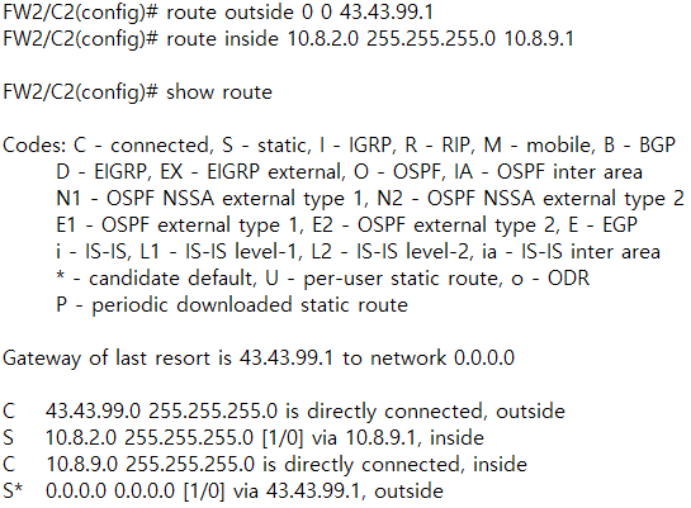 FW2/C2(config)# route outside 0 0 43.43.99.1
FW2/C2(config)# route inside 10.8.2.0 255.255.255.0 10.8.9.1
FW2/C2(config)# show route
Codes: C - connected, S - static, I - IGRP, R - RIP, M - mobile, B - BGP
D - EIGRP, EX - EIGRP external, O - OSPF, IA - OSPF inter area
N1 - OSPF NSSA external type 1, N2 - OSPF NSSA external type 2
E1 - OSPF external type 1, E2 - OSPF external type 2, E - EGP
i - IS-IS, L1 - IS-IS level-1, L2 - IS-IS level-2, ia - IS-IS inter area
* - candidate default, U - per-user static route, o - ODR
P - periodic downloaded static route
Gateway of last resort is 43.43.99.1 to network 0.0.0.0
C 43.43.99.0 255.255.255.0 is directly connected, outside
S 10.8.2.0 255.255.255.0 [1/0] via 10.8.9.1, inside
C 10.8.9.0 255.255.255.0 is directly connected, inside
S* 0.0.0.0 0.0.0.0 [1/0] via 43.43.99.1, outside